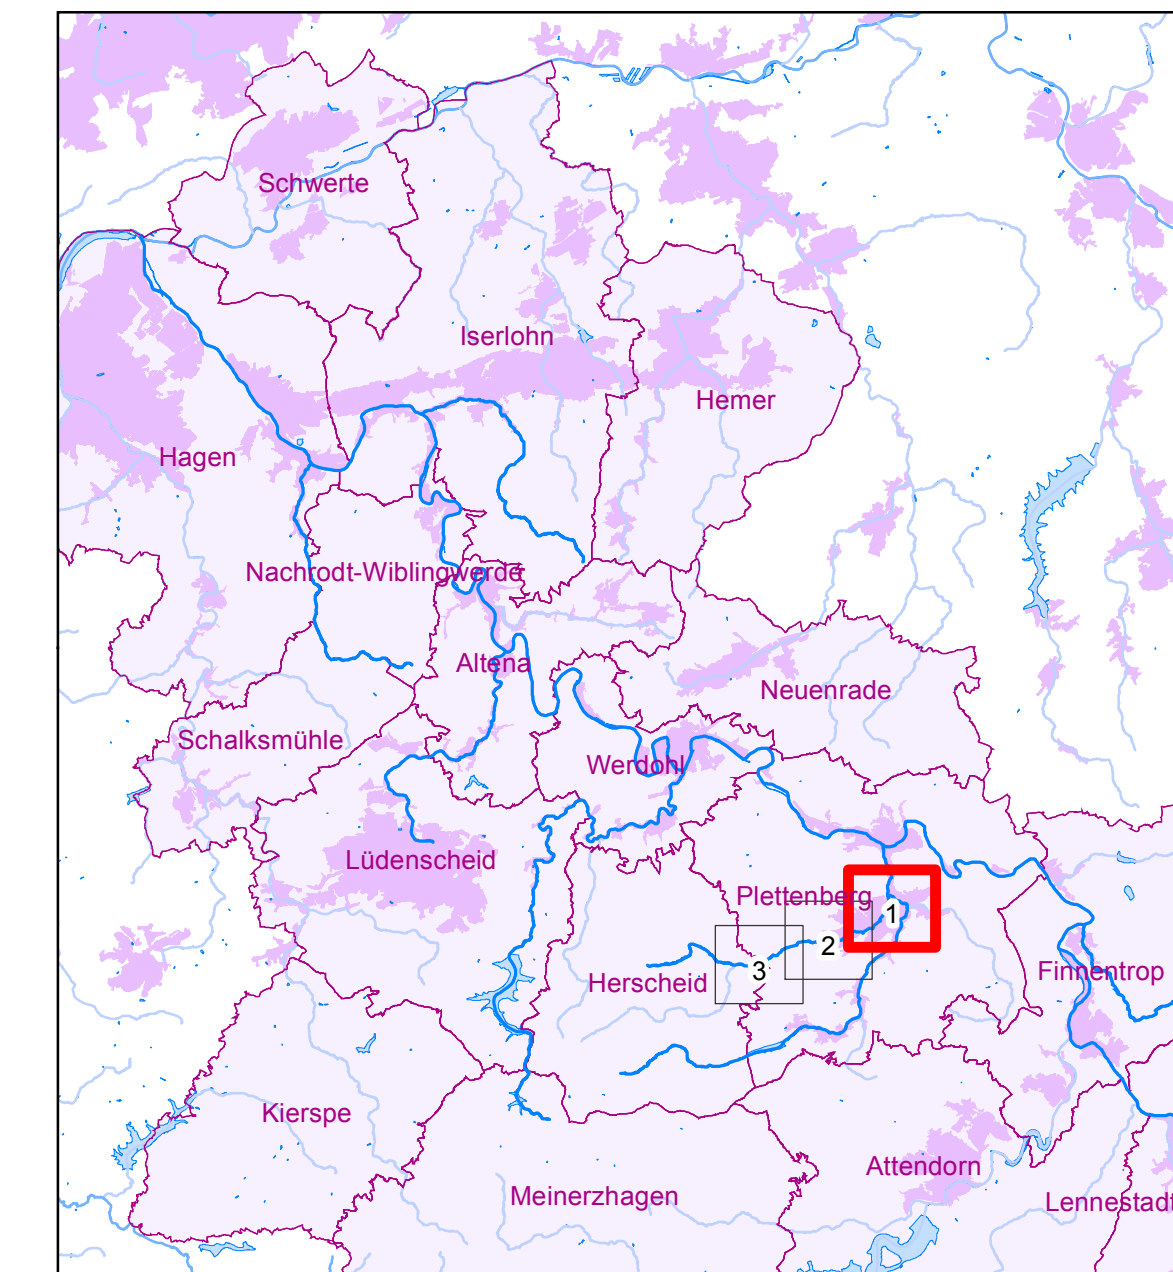 Schwerte
Iserlohn
Hemer
Hagen
Nachrodt-Wiblingwerde
Altena
Neuenrade
Schalksmühle
Werdohl
Lüdenscheid
Plettenberg
1
2
3
Herscheid
Finnentrop
Kierspe
Attendorn
Meinerzhagen
Lennestadt